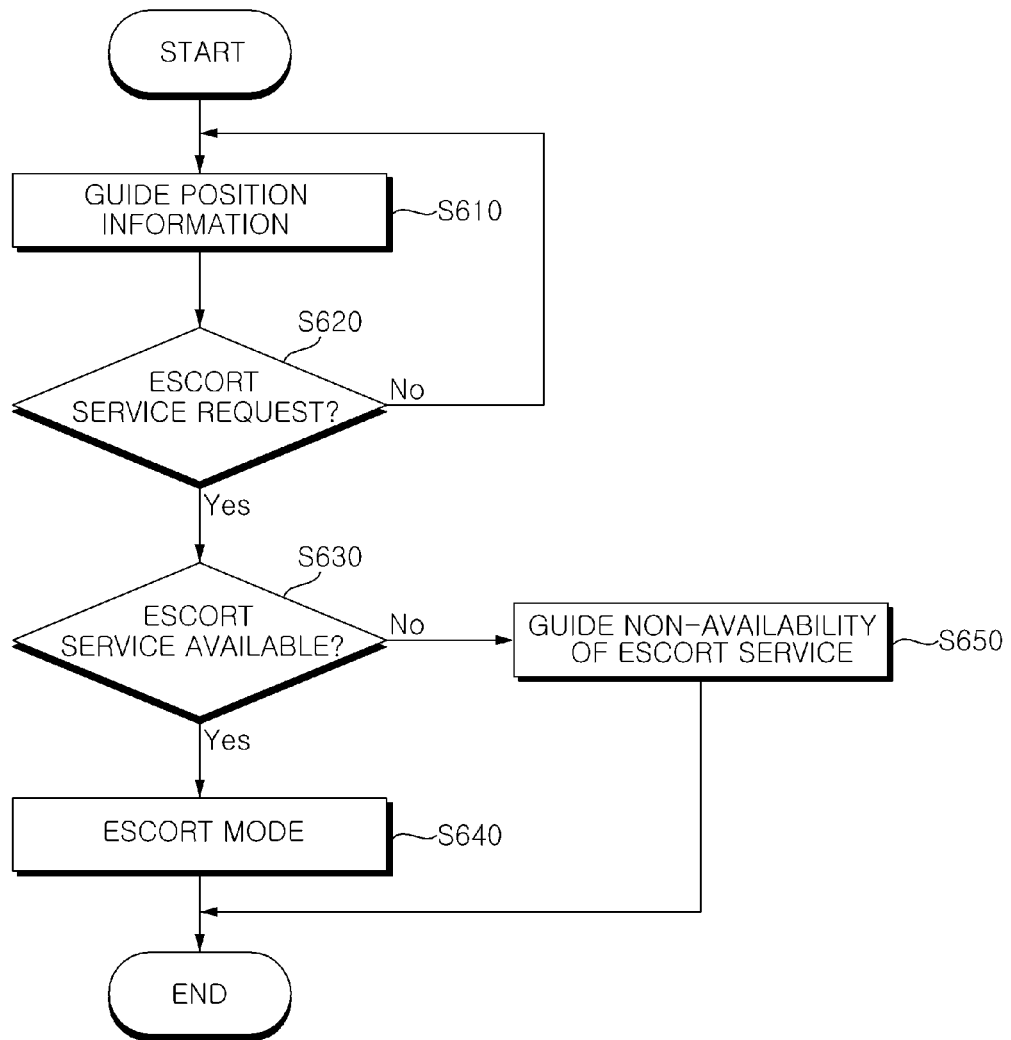 START
GUIDE POSITION
INFORMATION
S610
S620
ESCORT
SERVICE REQUEST?
No
Yes
S630
ESCORT
SERVICE AVAILABLE?
No
GUIDE NON-AVAILABILITY
OF ESCORT SERVICE
S650
Yes
ESCORT MODE
S640
END